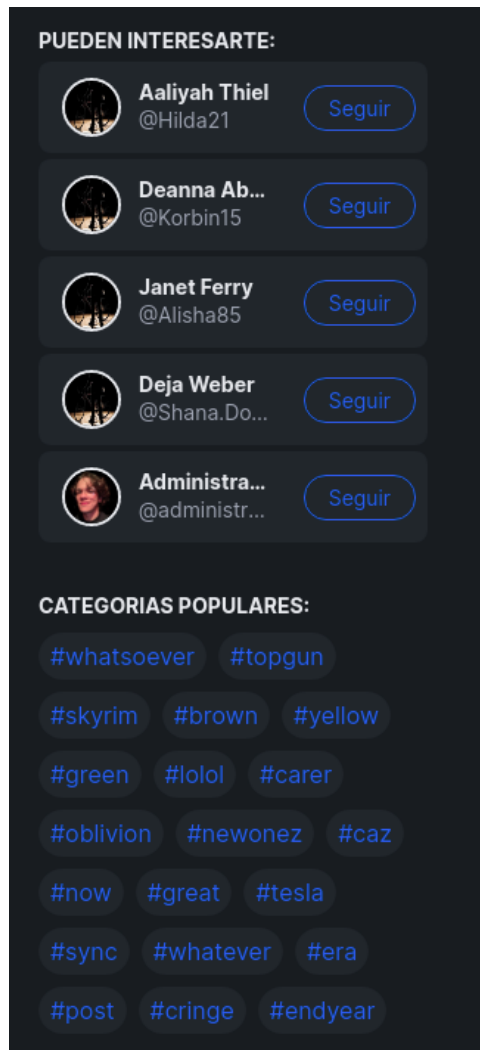 PUEDEN INTERESARTE:
Aaliyah Thiel
@Hilda21
Seguir
Deanna Ab...
@Korbin15
Seguir
Janet Ferry
@Alisha85
Seguir
Deja Weber
@Shana.Do...
Seguir
Administra...
@administr...
Seguir
CATEGORIAS POPULARES:
#whatsoever #topgun
#skyrim #brown #yellow
#green #lolol #carer
#oblivion #newonez #caz
#now #great #tesla
#sync #whatever #era
#post #cringe #endyear